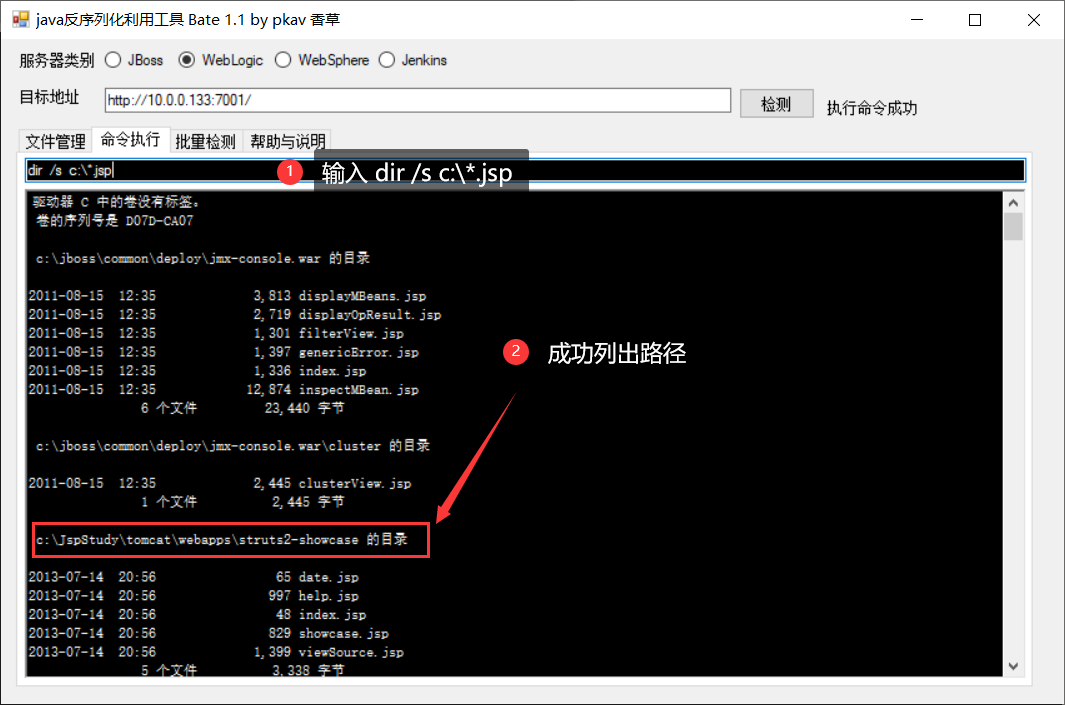 java反序列化利用工具 Bate 1.1 by pkav 香草
服务器类别 JBoss WebLogic WebSphere Jenkins
目标地址 http://10.0.0.133:7001/ 检测 执行命令成功
文件管理 命令执行 批量检测 帮助与说明
dir /s c:\*.jsp
1 输入 dir /s c:\*.jsp
驱动器 C 中的卷没有标签。
卷的序列号是 D07D-CA07
c:\jboss\common\deploy\jmx-console.war 的目录
2011-08-15 12:35 3,813 displayMBeans.jsp
2011-08-15 12:35 2,719 displayOpResult.jsp
2011-08-15 12:35 1,301 filterView.jsp
2011-08-15 12:35 1,397 genericError.jsp
2011-08-15 12:35 1,336 index.jsp
2011-08-15 12:35 12,874 inspectMBean.jsp
6 个文件 23,440 字节
2 成功列出路径
c:\jboss\common\deploy\jmx-console.war\cluster 的目录
2011-08-15 12:35 2,445 clusterView.jsp
1 个文件 2,445 字节
c:\JspStudy\tomcat\webapps\struts2-showcase 的目录
2013-07-14 20:56 65 date.jsp
2013-07-14 20:56 997 help.jsp
2013-07-14 20:56 48 index.jsp
2013-07-14 20:56 829 showcase.jsp
2013-07-14 20:56 1,399 viewSource.jsp
5 个文件 3,338 字节